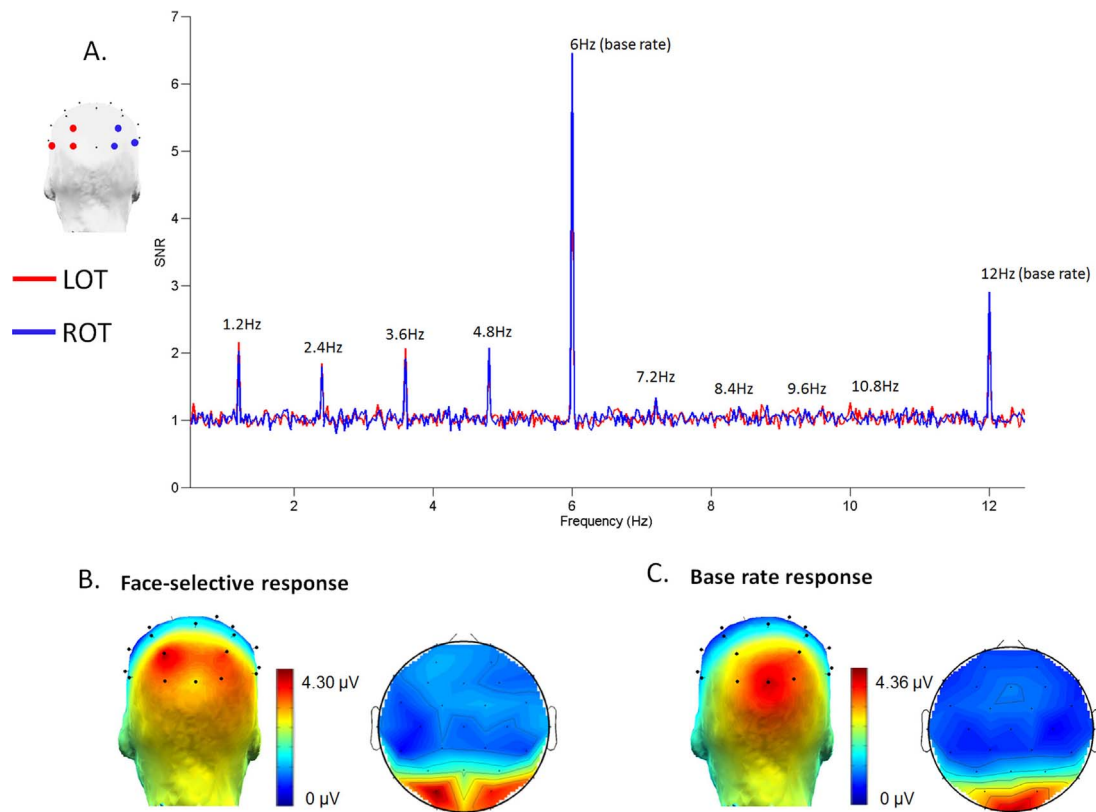 A.
LOT
ROT
7
6
5
4
3
2
1
0
SNR
6Hz (base rate)
12Hz (base rate)
1.2Hz
2.4Hz
3.6Hz
4.8Hz
7.2Hz
8.4Hz
9.6Hz
10.8Hz
2
4
6
8
10
12
Frequency (Hz)
B. Face-selective response
4.30 µV
0 µV
C. Base rate response
4.36 µV
0 µV